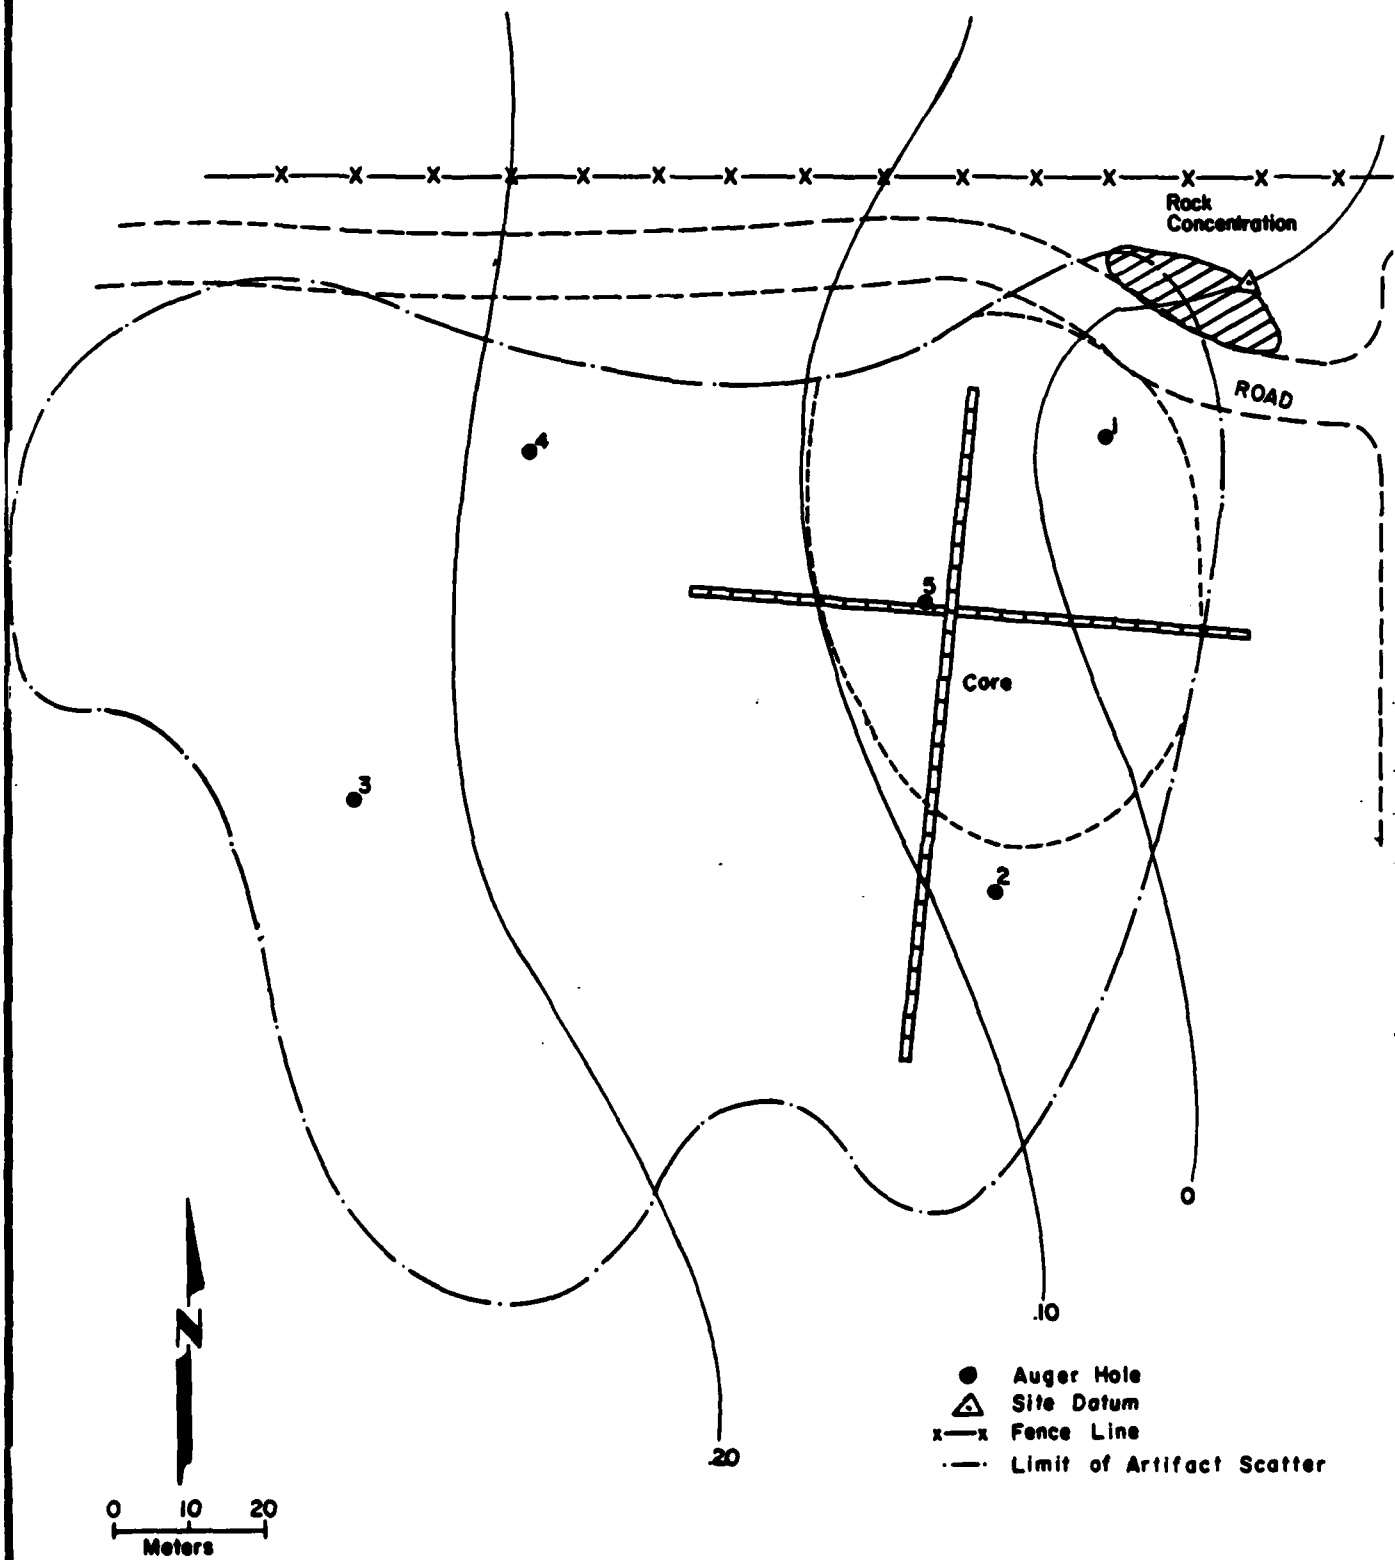 Rock
Concentration
ROAD
1
4
5
Core
3
2
0
.10
.20
N
Auger Hole
Site Datum
x—x Fence Line
Limit of Artifact Scatter
0 10 20
Meters